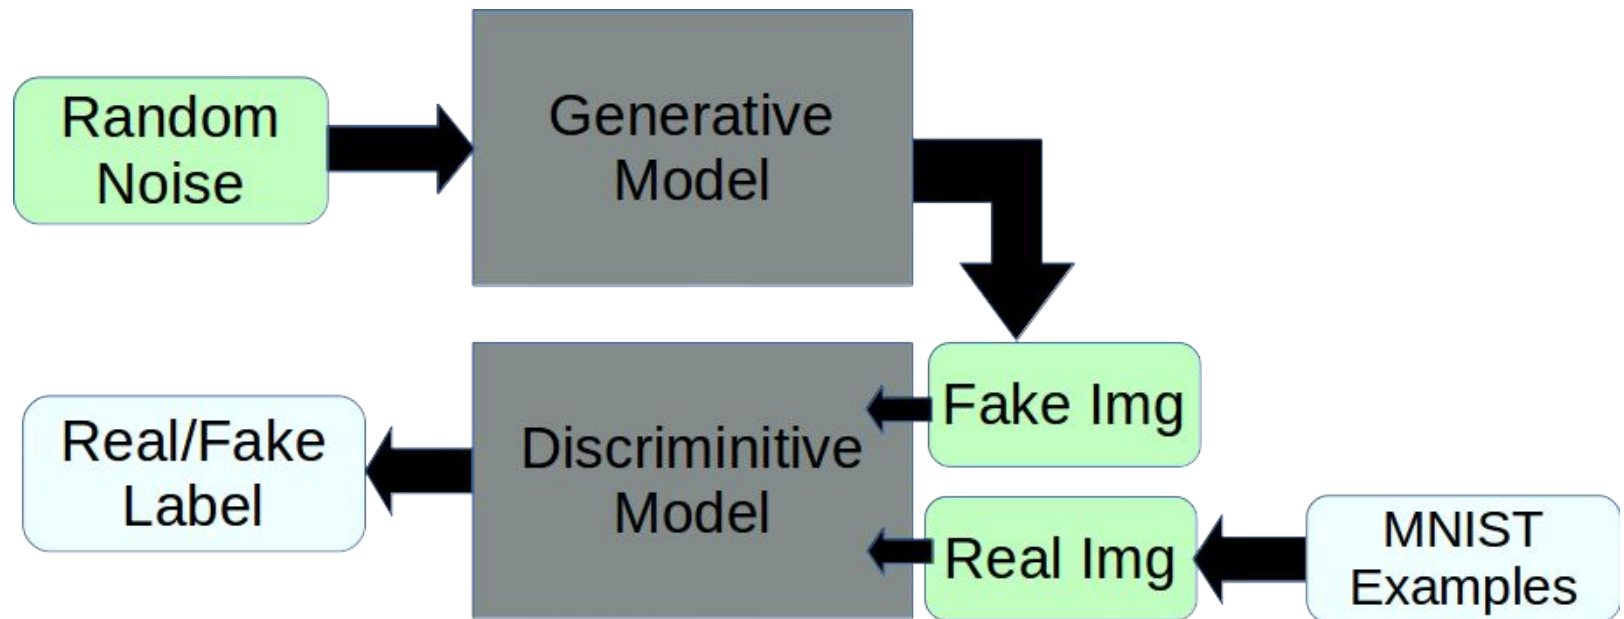 Random
Noise
Generative
Model
Fake Img
Real/Fake
Label
Discriminitive
Model
Real Img
MNIST
Examples